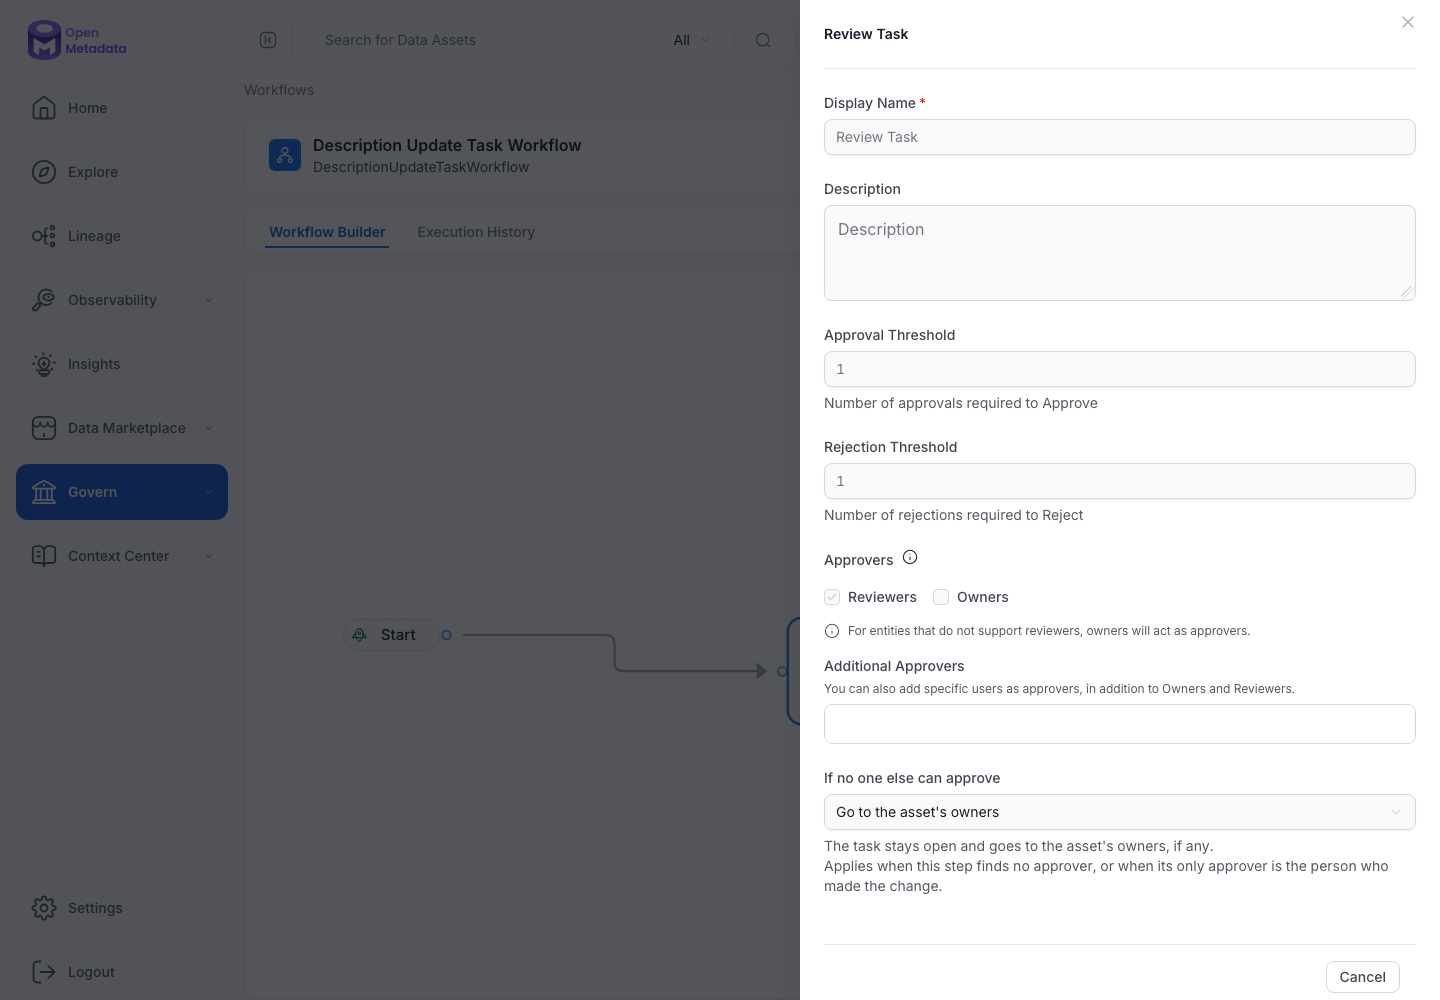 Open
Metadata
Search for Data Assets
All
Home
Explore
Lineage
Observability
Insights
Data Marketplace
Govern
Context Center
Settings
Logout
Workflows
Description Update Task Workflow
DescriptionUpdateTaskWorkflow
Workflow Builder
Execution History
Start
Review Task
Display Name *
Review Task
Description
Description
Approval Threshold
1
Number of approvals required to Approve
Rejection Threshold
1
Number of rejections required to Reject
Approvers
Reviewers
Owners
For entities that do not support reviewers, owners will act as approvers.
Additional Approvers
You can also add specific users as approvers, in addition to Owners and Reviewers.
If no one else can approve
Go to the asset's owners
The task stays open and goes to the asset's owners, if any.
Applies when this step finds no approver, or when its only approver is the person who
made the change.
Cancel